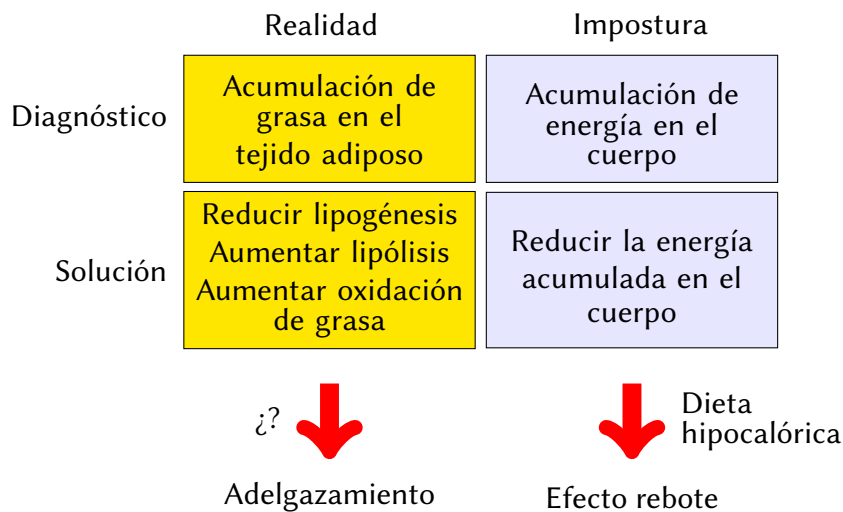 Realidad
Impostura
Diagnóstico
Acumulación de
grasa en el
tejido adiposo
Acumulación de
energía en el
cuerpo
Solución
Reducir lipogénesis
Aumentar lipólisis
Aumentar oxidación
de grasa
Reducir la energía
acumulada en el
cuerpo
¿?
Dieta
hipocalórica
Adelgazamiento
Efecto rebote